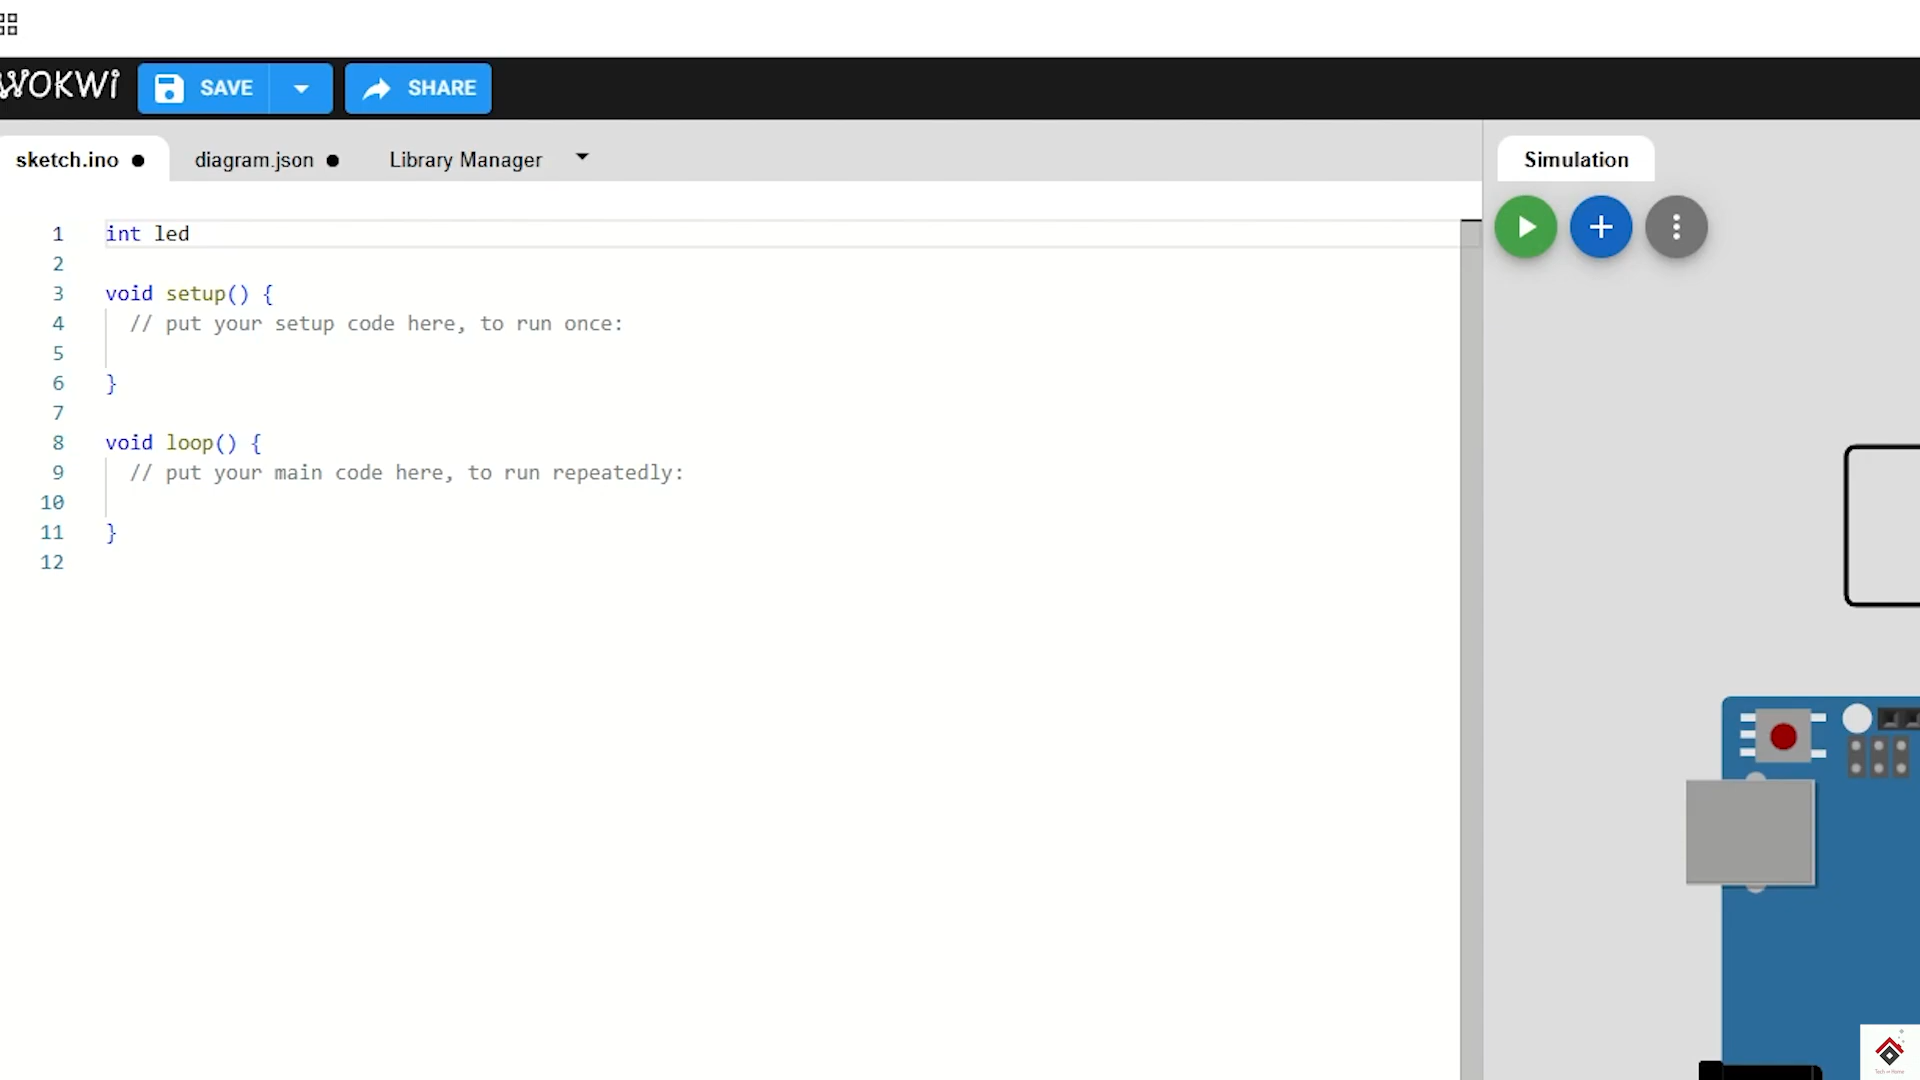 WOKWi
SAVE
SHARE
sketch.ino ●
diagram.json ●
Library Manager
Simulation
1 int led
2
3 void setup() {
4 // put your setup code here, to run once:
5
6 }
7
8 void loop() {
9 // put your main code here, to run repeatedly:
10
11 }
12